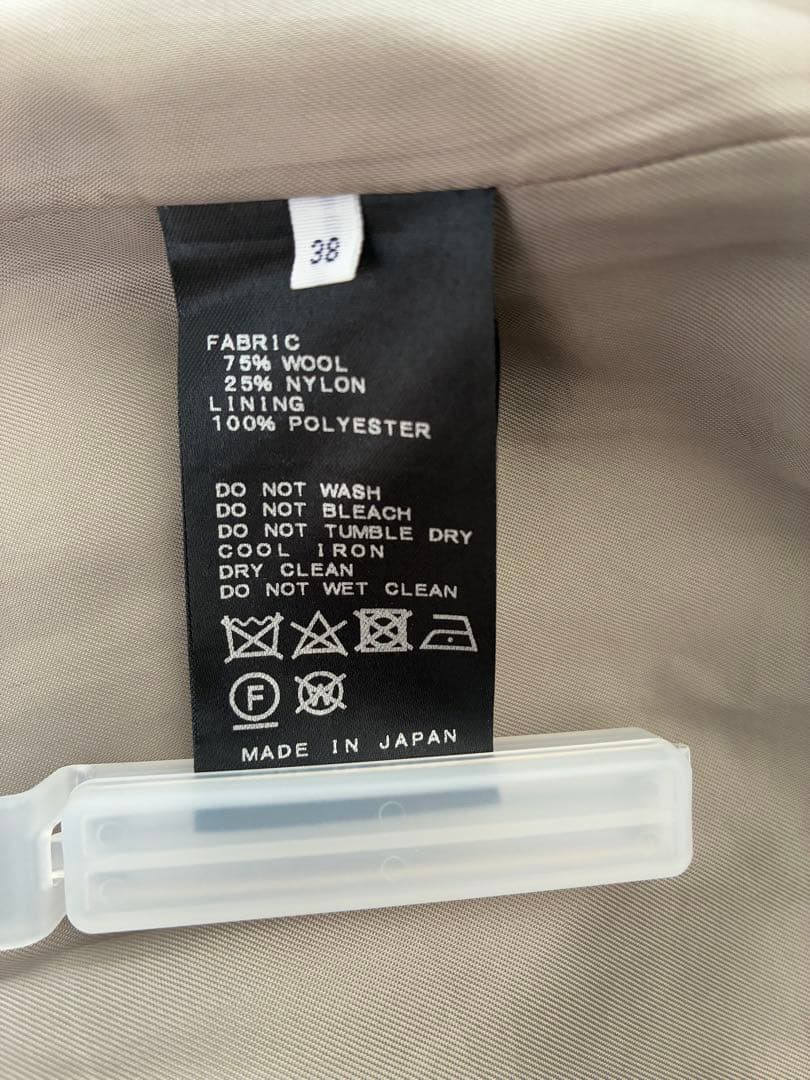 38
FABRIC
75% WOOL
25% NYLON
LINING
100% POLYESTER
DO NOT WASH
DO NOT BLEACH
DO NOT TUMBLE DRY
COOL IRON
DRY CLEAN
DO NOT WET CLEAN
F W
MADE IN JAPAN